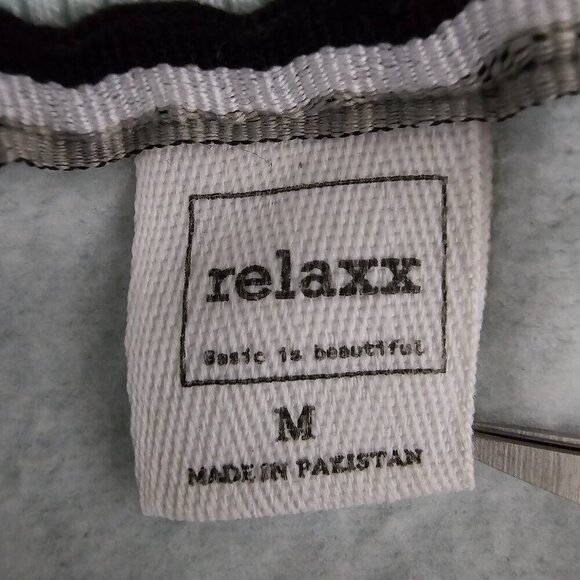 relaxx
Basic is beautiful
M
MADE IN PAKISTAN